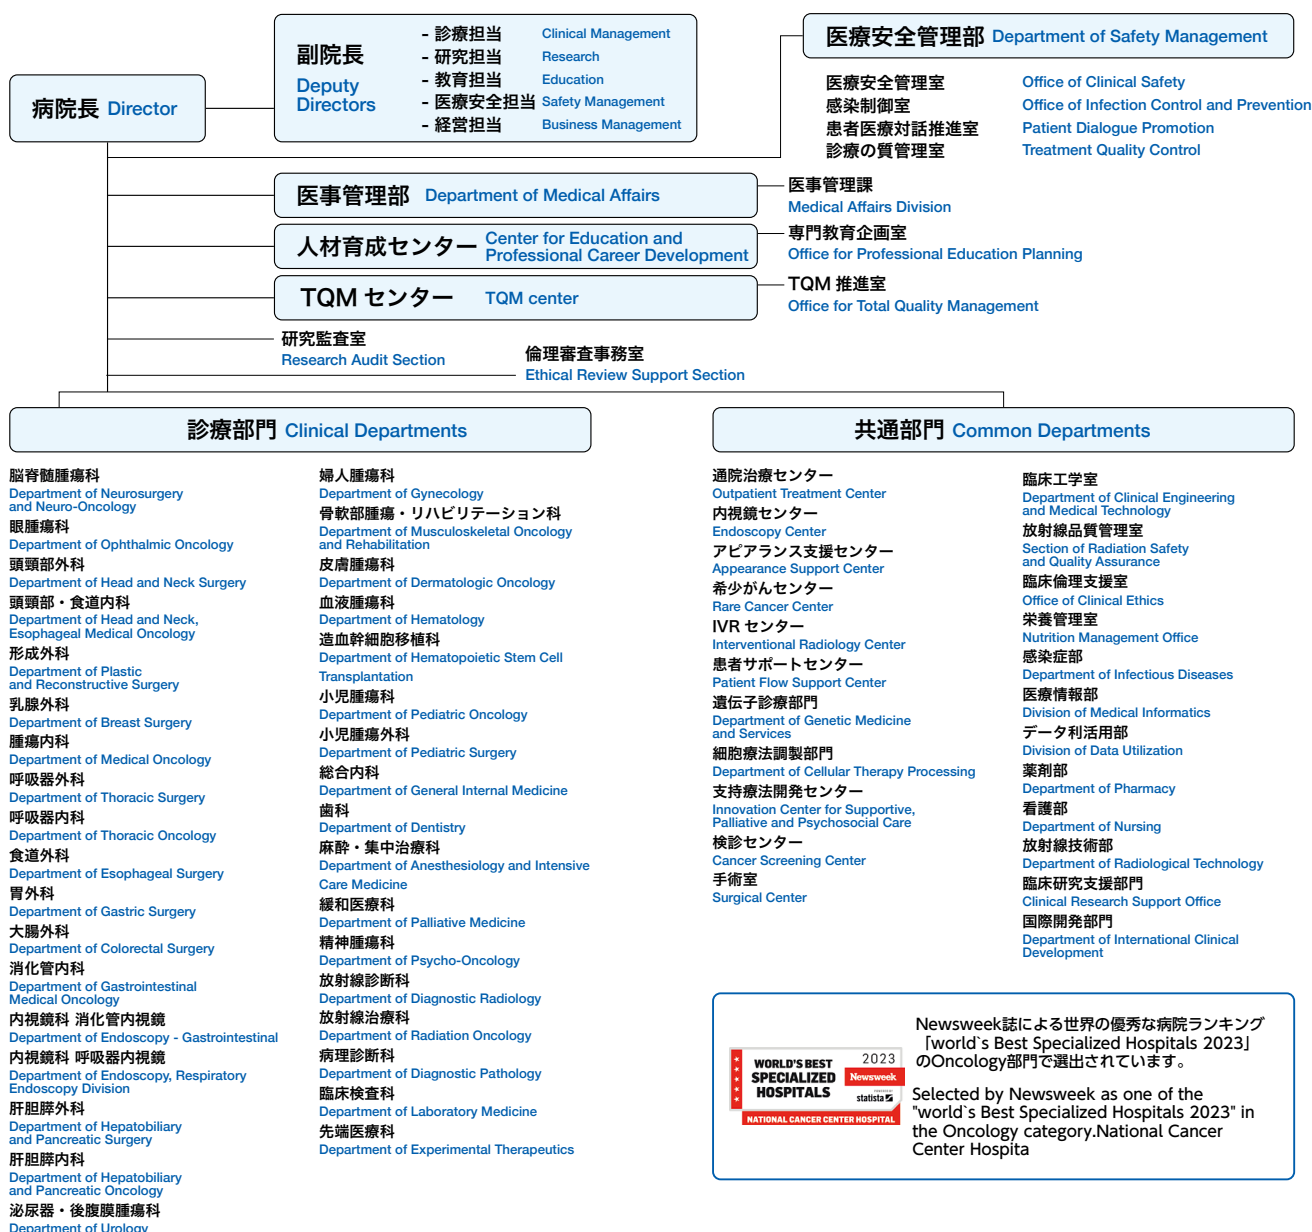 病院長 Director
副院長
Deputy
Directors
- 診療担当 Clinical Management
- 研究担当 Research
- 教育担当 Education
- 医療安全担当 Safety Management
- 経営担当 Business Management
医療安全管理部 Department of Safety Management
医療安全管理室 Office of Clinical Safety
感染制御室 Office of Infection Control and Prevention
患者医療対話推進室 Patient Dialogue Promotion
診療の質管理室 Treatment Quality Control
医事管理部 Department of Medical Affairs
医事管理課
Medical Affairs Division
人材育成センター Center for Education and
Professional Career Development
専門教育企画室
Office for Professional Education Planning
TQM センター TQM center
TQM 推進室
Office for Total Quality Management
研究監査室
Research Audit Section
倫理審査事務室
Ethical Review Support Section
診療部門 Clinical Departments
脳脊髄腫瘍科
Department of Neurosurgery
and Neuro-Oncology
眼腫瘍科
Department of Ophthalmic Oncology
頭頸部外科
Department of Head and Neck Surgery
頭頸部・食道内科
Department of Head and Neck,
Esophageal Medical Oncology
形成外科
Department of Plastic
and Reconstructive Surgery
乳腺外科
Department of Breast Surgery
腫瘍内科
Department of Medical Oncology
呼吸器外科
Department of Thoracic Surgery
呼吸器内科
Department of Thoracic Oncology
食道外科
Department of Esophageal Surgery
胃外科
Department of Gastric Surgery
大腸外科
Department of Colorectal Surgery
消化管内科
Department of Gastrointestinal
Medical Oncology
内視鏡科 消化管内視鏡
Department of Endoscopy - Gastrointestinal
内視鏡科 呼吸器内視鏡
Department of Endoscopy, Respiratory
Endoscopy Division
肝胆膵外科
Department of Hepatobiliary
and Pancreatic Surgery
肝胆膵内科
Department of Hepatobiliary
and Pancreatic Oncology
泌尿器・後腹膜腫瘍科
Department of Urology
婦人腫瘍科
Department of Gynecology
骨軟部腫瘍・リハビリテーション科
Department of Musculoskeletal Oncology
and Rehabilitation
皮膚腫瘍科
Department of Dermatologic Oncology
血液腫瘍科
Department of Hematology
造血幹細胞移植科
Department of Hematopoietic Stem Cell
Transplantation
小児腫瘍科
Department of Pediatric Oncology
小児腫瘍外科
Department of Pediatric Surgery
総合内科
Department of General Internal Medicine
歯科
Department of Dentistry
麻酔・集中治療科
Department of Anesthesiology and Intensive
Care Medicine
緩和医療科
Department of Palliative Medicine
精神腫瘍科
Department of Psycho-Oncology
放射線診断科
Department of Diagnostic Radiology
放射線治療科
Department of Radiation Oncology
病理診断科
Department of Diagnostic Pathology
臨床検査科
Department of Laboratory Medicine
先端医療科
Department of Experimental Therapeutics
共通部門 Common Departments
通院治療センター
Outpatient Treatment Center
内視鏡センター
Endoscopy Center
アピアランス支援センター
Appearance Support Center
希少がんセンター
Rare Cancer Center
IVR センター
Interventional Radiology Center
患者サポートセンター
Patient Flow Support Center
遺伝子診療部門
Department of Genetic Medicine
and Services
細胞療法調製部門
Department of Cellular Therapy Processing
支持療法開発センター
Innovation Center for Supportive,
Palliative and Psychosocial Care
検診センター
Cancer Screening Center
手術室
Surgical Center
臨床工学室
Department of Clinical Engineering
and Medical Technology
放射線品質管理室
Section of Radiation Safety
and Quality Assurance
臨床倫理支援室
Office of Clinical Ethics
栄養管理室
Nutrition Management Office
感染症部
Department of Infectious Diseases
医療情報部
Division of Medical Informatics
データ利活用部
Division of Data Utilization
薬剤部
Department of Pharmacy
看護部
Department of Nursing
放射線技術部
Department of Radiological Technology
臨床研究支援部門
Clinical Research Support Office
国際開発部門
Department of International Clinical
Development
WORLD'S BEST
SPECIALIZED
HOSPITALS
2023
Newsweek
statista
NATIONAL CANCER CENTER HOSPITAL
Newsweek誌による世界の優秀な病院ランキング
「world`s Best Specialized Hospitals 2023」
のOncology部門で選出されています。
Selected by Newsweek as one of the
"world`s Best Specialized Hospitals 2023" in
the Oncology category.National Cancer
Center Hospita